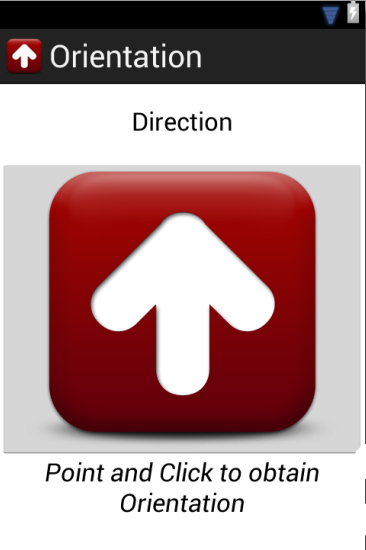 Orientation
Direction
Point and Click to obtain
Orientation